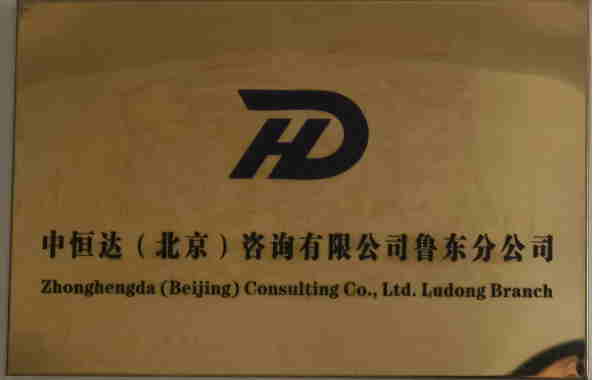 HD
中恒达（北京）咨询有限公司鲁东分公司
Zhonghengda (Beijing) Consulting Co., Ltd. Ludong Branch